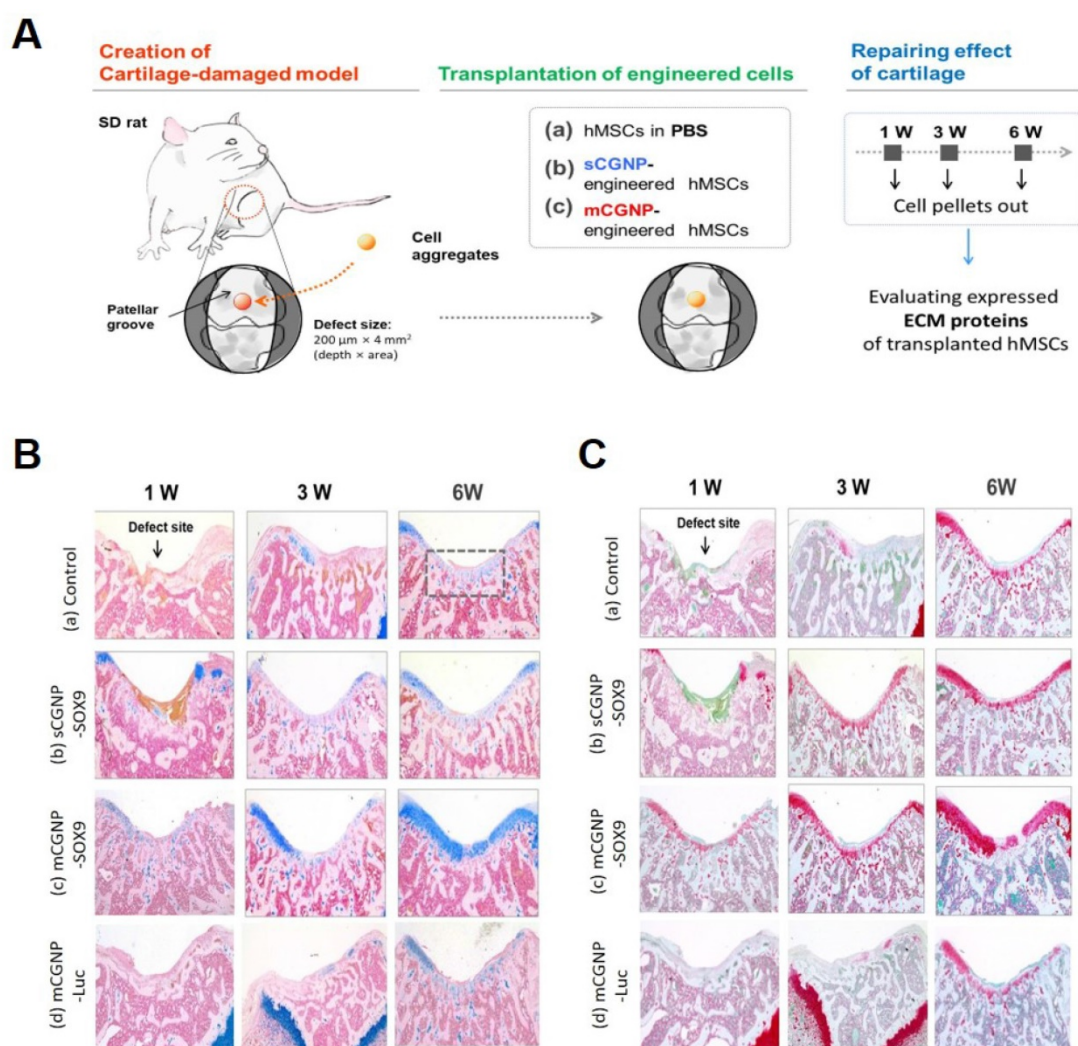 A
Creation of
Cartilage-damaged model
Transplantation of engineered cells
Repairing effect
of cartilage
SD rat
Cell
aggregates
Patellar
groove
Defect size:
200 µm × 4 mm²
(depth × area)
(a) hMSCs in PBS
(b) sCGNP-
engineered hMSCs
(c) mCGNP-
engineered hMSCs
1 W 3 W 6 W
Cell pellets out
Evaluating expressed
ECM proteins
of transplanted hMSCs
B
1 W 3 W 6W
Defect site
(a) Control
(b) sCGNP
-SOX9
(c) mCGNP
-SOX9
(d) mCGNP
-Luc
C
1 W 3 W 6W
Defect site
(a) Control
(b) sCGNP
-SOX9
(c) mCGNP
-SOX9
(d) mCGNP
-Luc